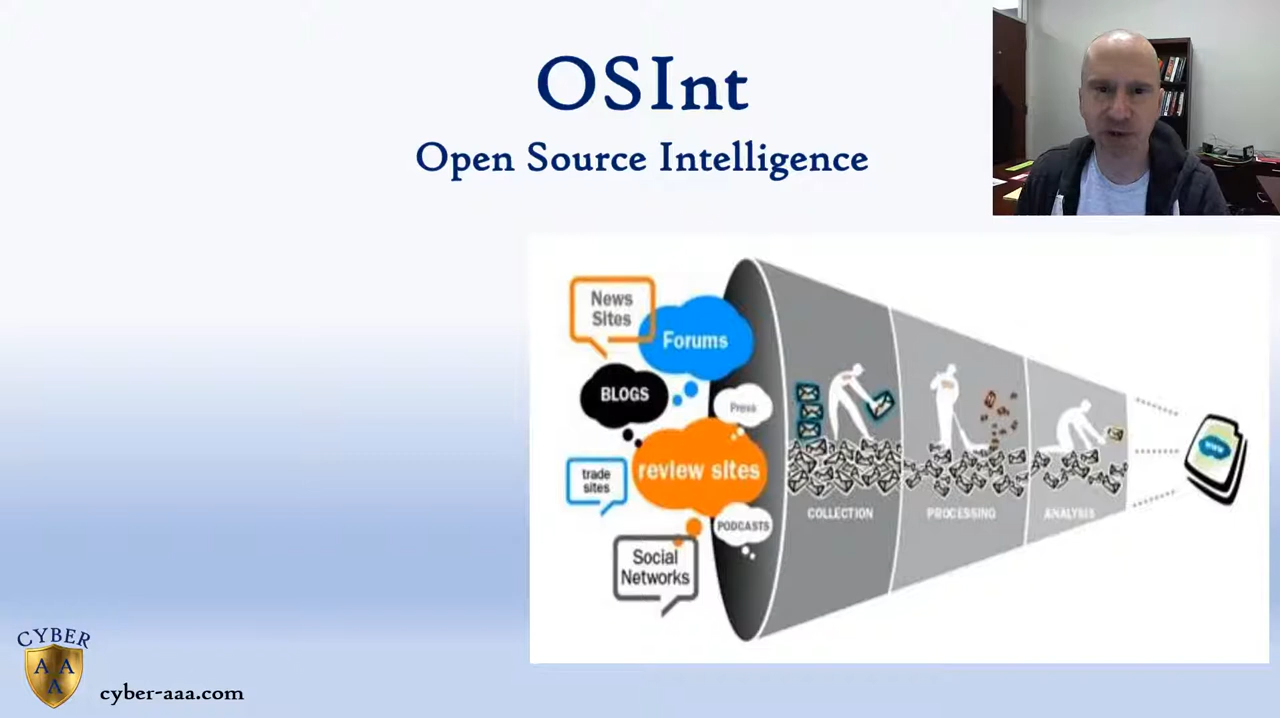 OSInt
Open Source Intelligence
News
Sites
Forums
BLOGS
Press
review sites
trade
sites
PODCASTS
Social
Networks
COLLECTION
PROCESSING
ANALYSIS
www
CYBER
A A
A
cyber-aaa.com